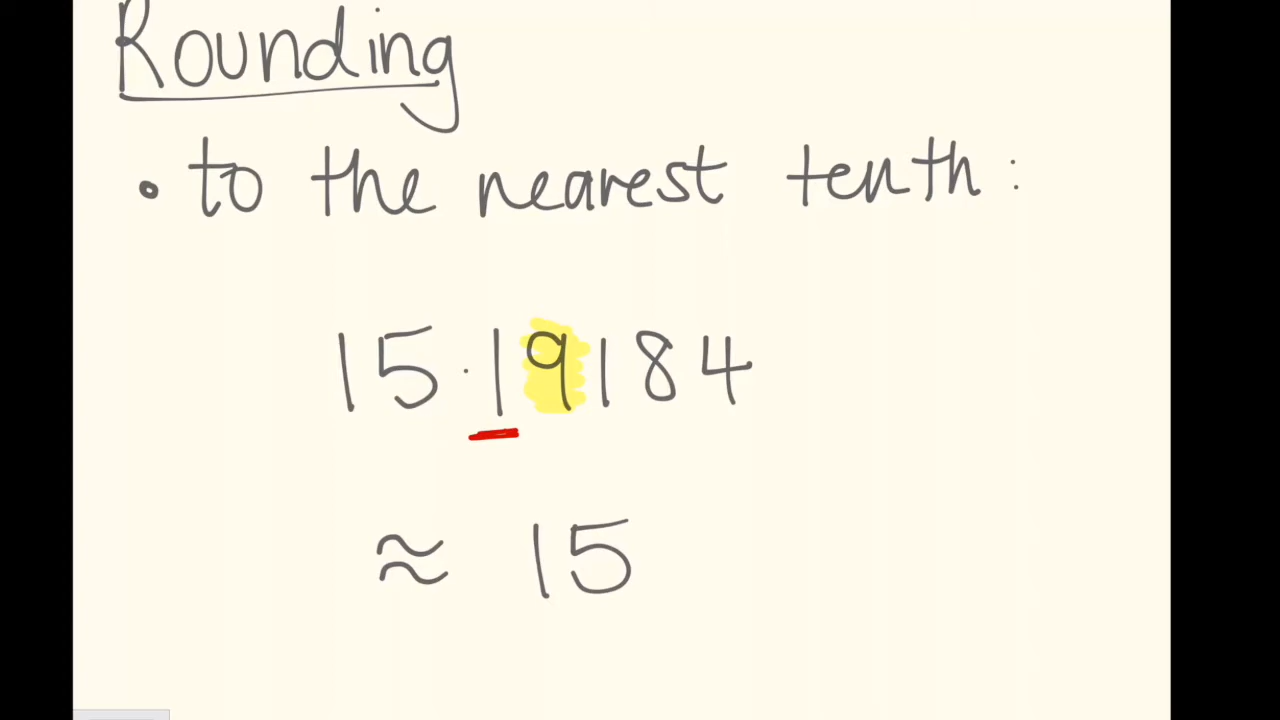 Rounding
• to the nearest tenth:
15.19184
≈ 15